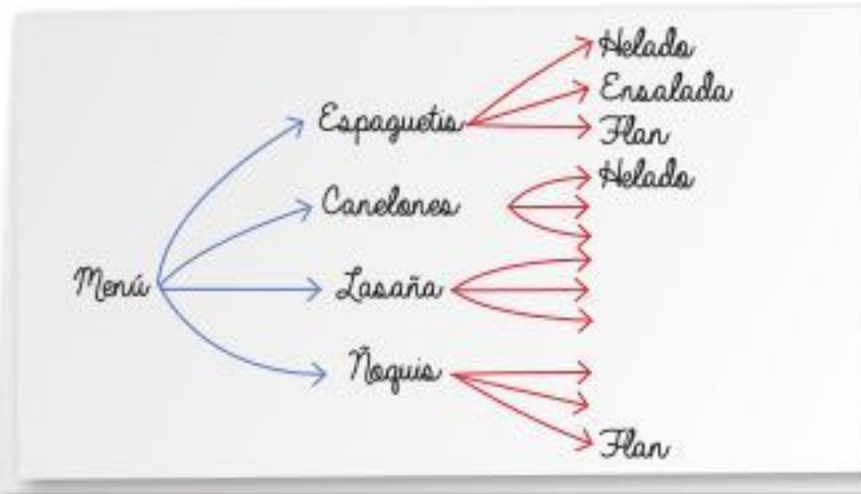 Helado
Espaguetis Ensalada
Flan
Canelones Helado
Menú Lasaña
Ñoquis
Flan